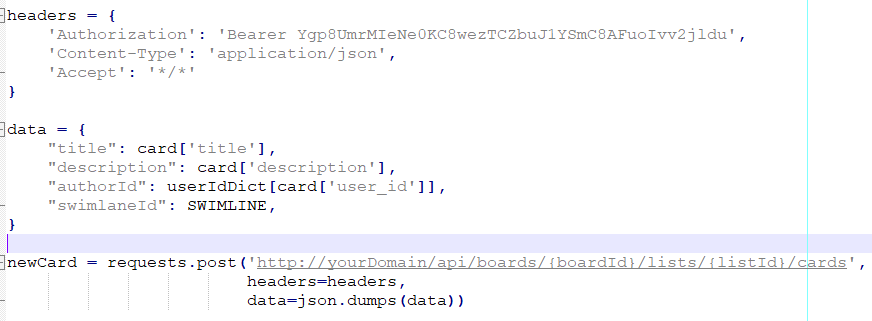 headers = {
    'Authorization': 'Bearer Ygp8UmrMIeNe0KC8wezTCZbuJ1YSmC8AFuoIvv2jldu',
    'Content-Type': 'application/json',
    'Accept': '*/*'
}
data = {
    "title": card['title'],
    "description": card['description'],
    "authorId": userIdDict[card['user_id']],
    "swimlaneId": SWIMLINE,
}
newCard = requests.post('http://yourDomain/api/boards/{boardId}/lists/{listId}/cards',
                        headers=headers,
                        data=json.dumps(data))